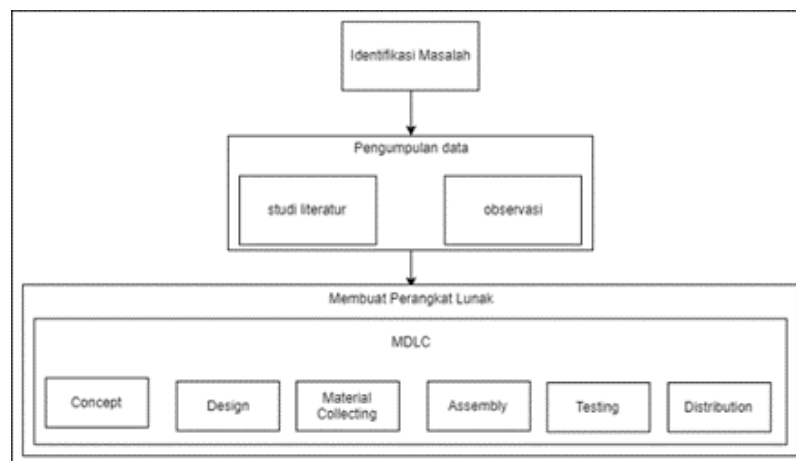 Identifikasi Masalah
Pengumpulan data
studi literatur
observasi
Membuat Perangkat Lunak
MDLC
Concept
Design
Material
Collecting
Assembly
Testing
Distribution